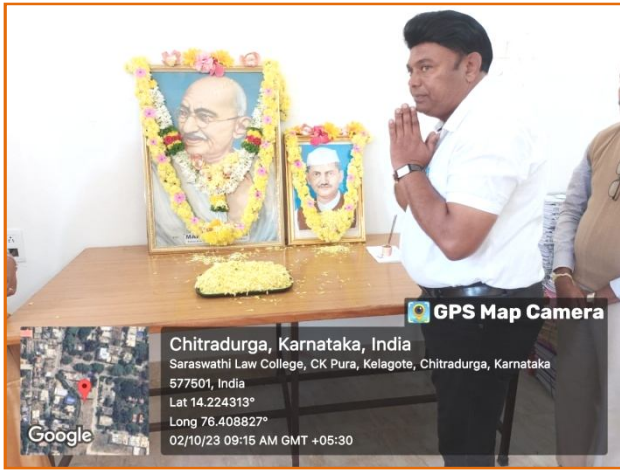 MA
GPS Map Camera
Chitradurga, Karnataka, India
Saraswathi Law College, CK Pura, Kelagote, Chitradurga, Karnataka
577501, India
Lat 14.224313°
Long 76.408827°
02/10/23 09:15 AM GMT +05:30
Google